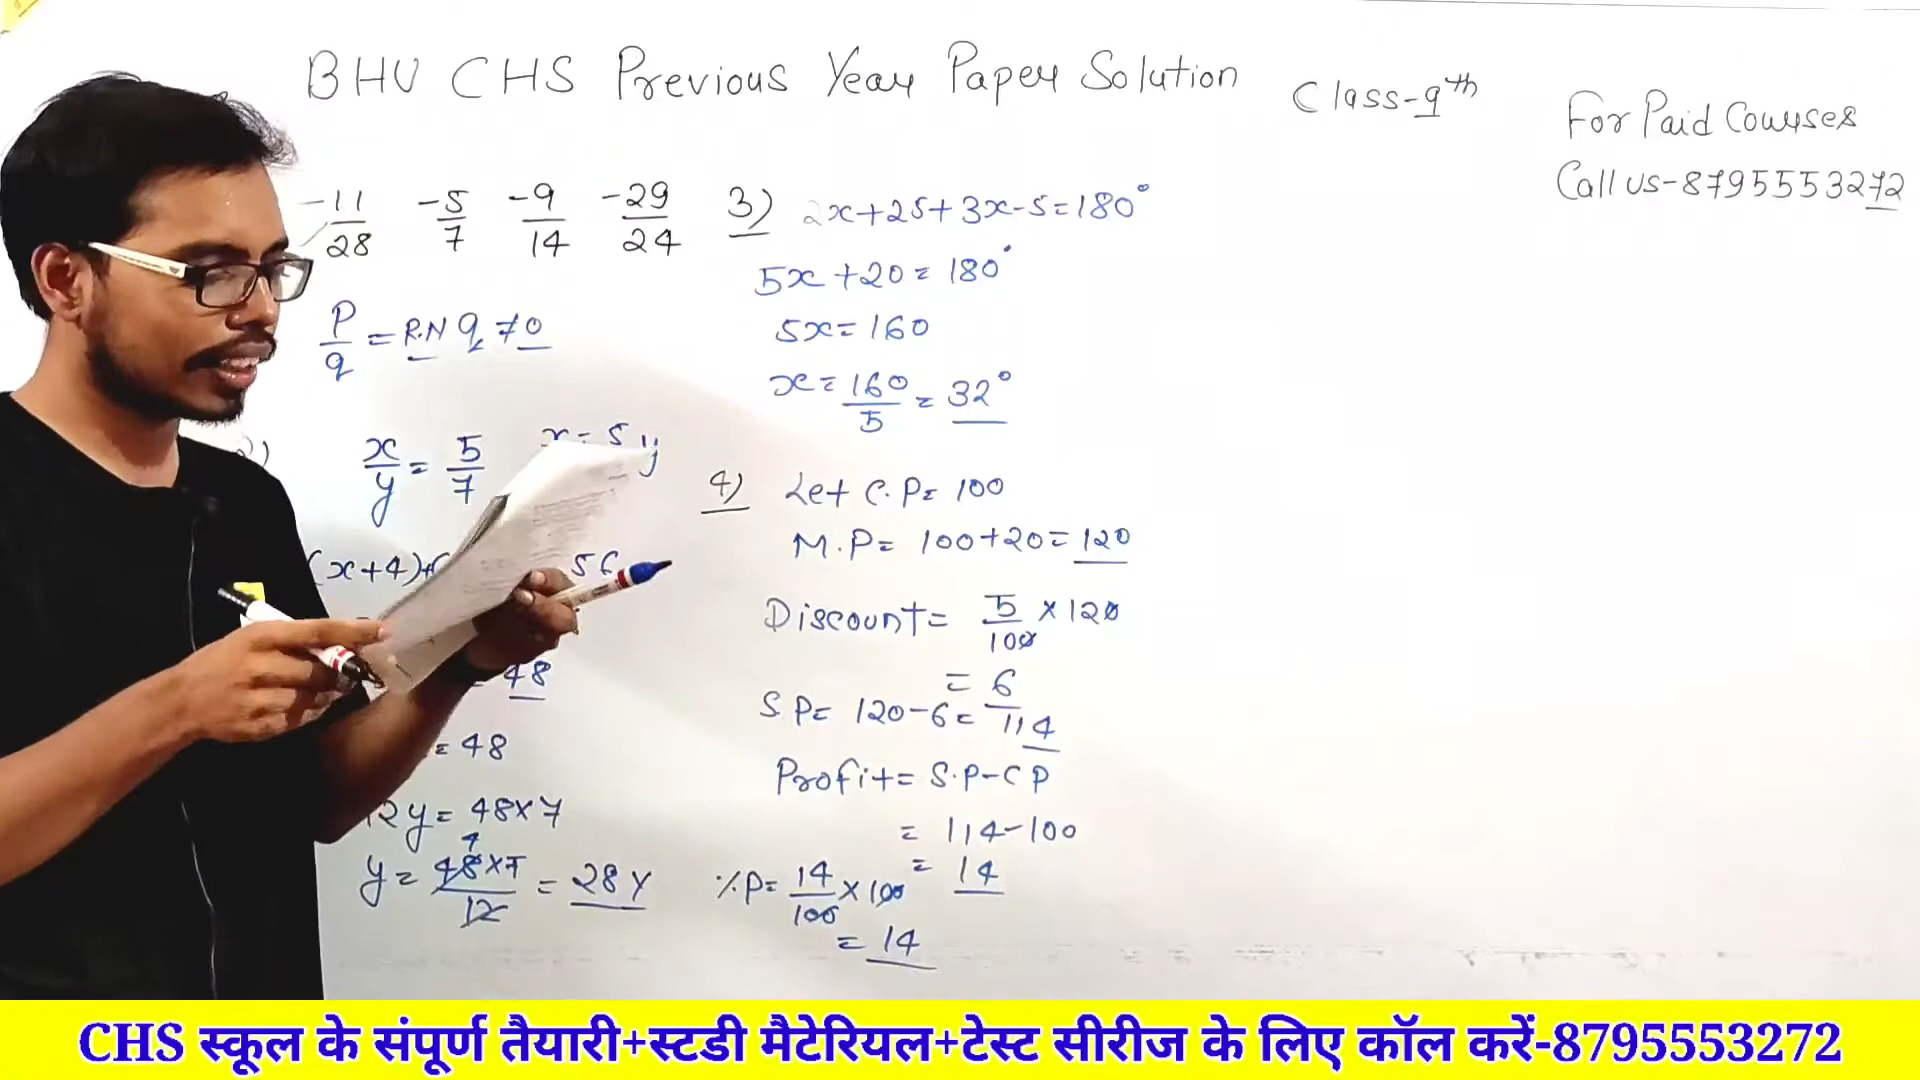 BHU CHS Previous Year Paper Solution Class-9th
For Paid Courses
Call us-8795553272
-11/28 -5/7 -9/14 -29/24
P/q = R.N q ≠ 0
2)
x/y = 5/7
(x+4)+
48
= 48
12y = 48×7
y = 48×7/12 = 28 y
3) 2x+25+3x-5=180°
5x+20=180°
5x=160
x=160/5=32°
4) Let C.P= 100
M.P= 100+20=120
Discount= 5/100 ×120
= 6
S P= 120-6= 114
Profit= S.P-C P
= 114-100
= 14
%P= 14/100 ×100
= 14
CHS स्कूल के संपूर्ण तैयारी+स्टडी मैटेरियल+टेस्ट सीरीज के लिए कॉल करें-8795553272